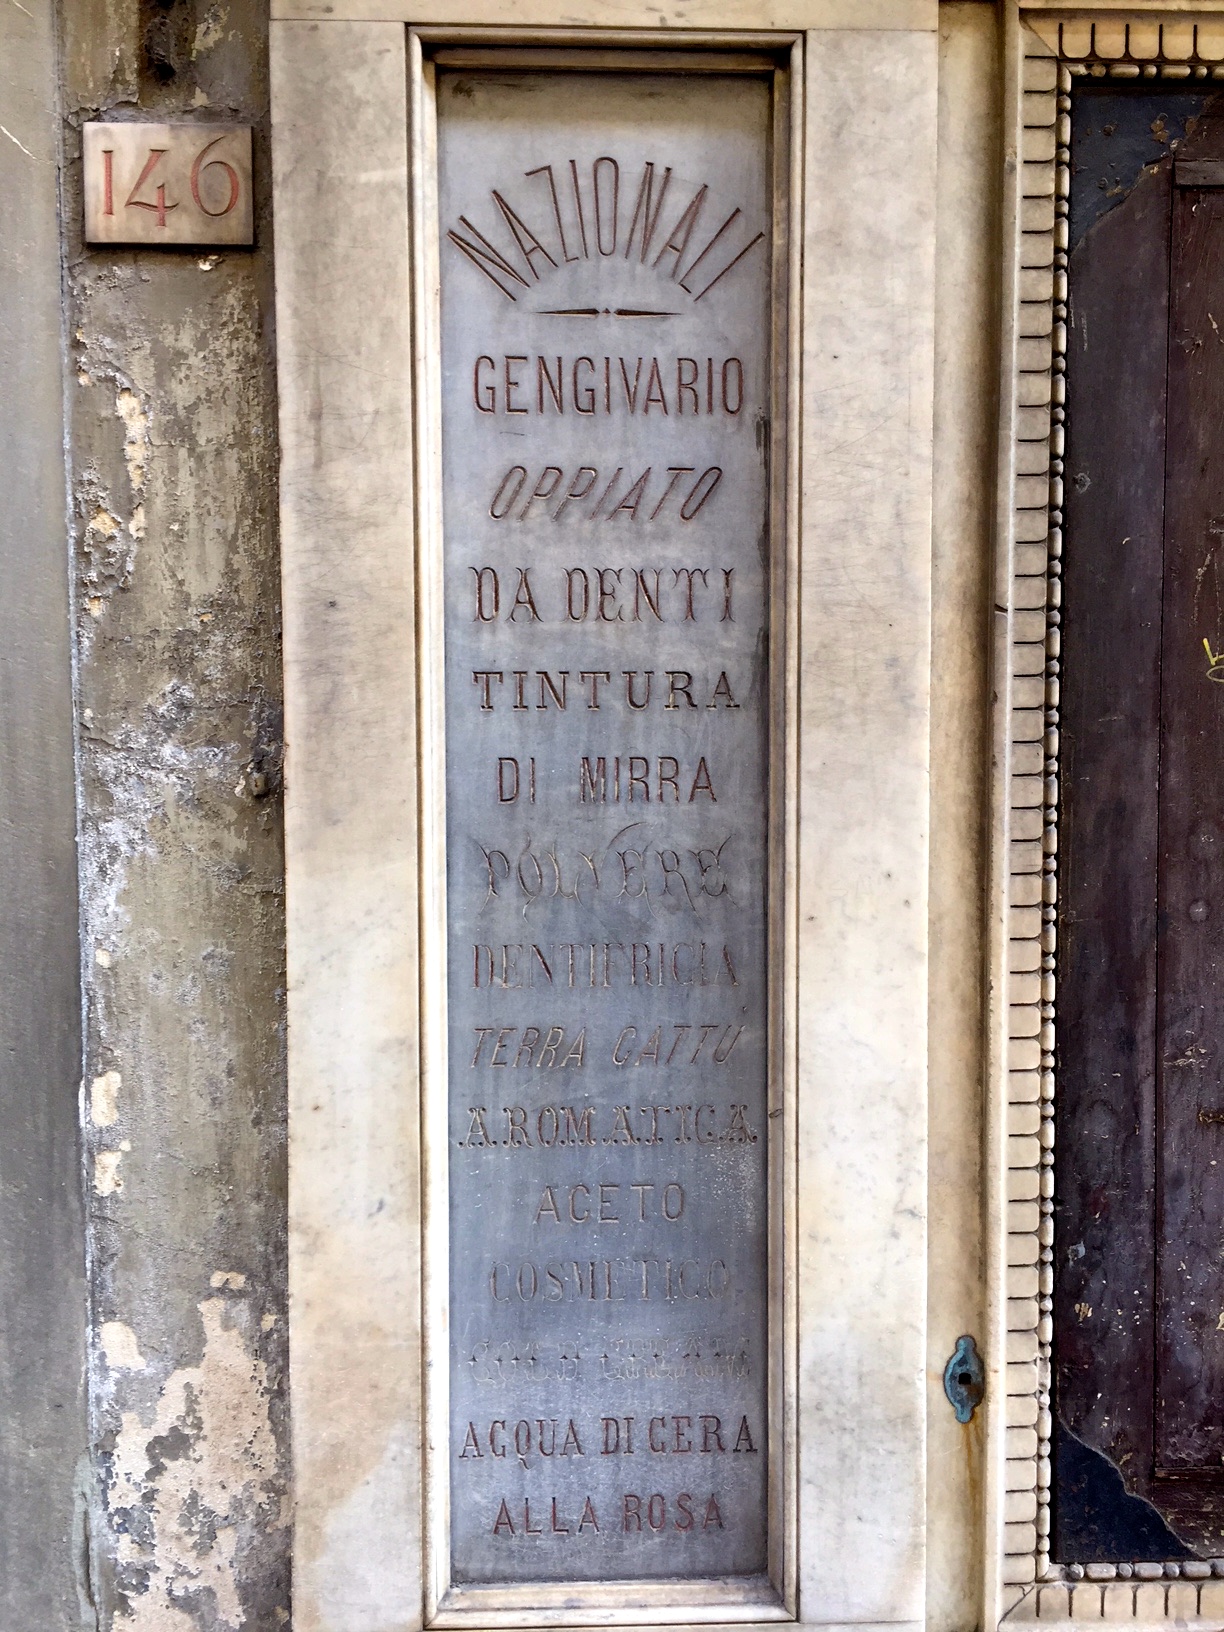 146
NAZIONALI
GENGIVARIO
OPPIATO
DA DENTI
TINTURA
DI MIRRA
POLVERE
DENTIFRICIA
TERRA CATTÚ
AROMATICA
ACETO
COSMETICO
ACQUA DI CERA
ALLA ROSA